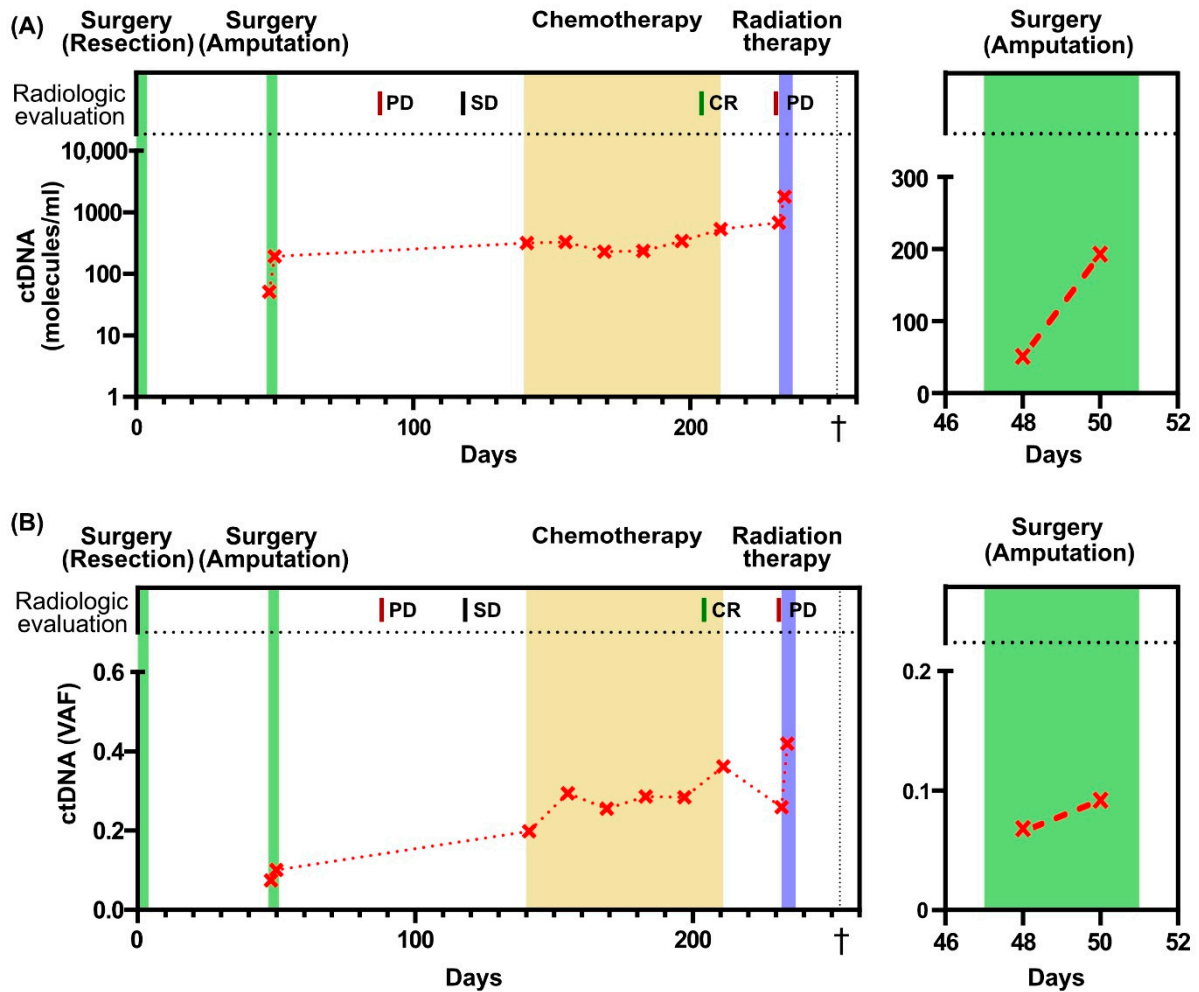 (A)
Surgery (Resection)
Surgery (Amputation)
Chemotherapy
Radiation therapy
Surgery (Amputation)
Radiologic evaluation
PD
SD
CR
PD
10,000
1000
100
10
1
ctDNA (molecules/ml)
0
100
200
†
Days
300
200
100
0
46
48
50
52
Days
(B)
Surgery (Resection)
Surgery (Amputation)
Chemotherapy
Radiation therapy
Surgery (Amputation)
Radiologic evaluation
PD
SD
CR
PD
0.6
0.4
0.2
0.0
ctDNA (VAF)
0
100
200
†
Days
0.2
0.1
0
46
48
50
52
Days